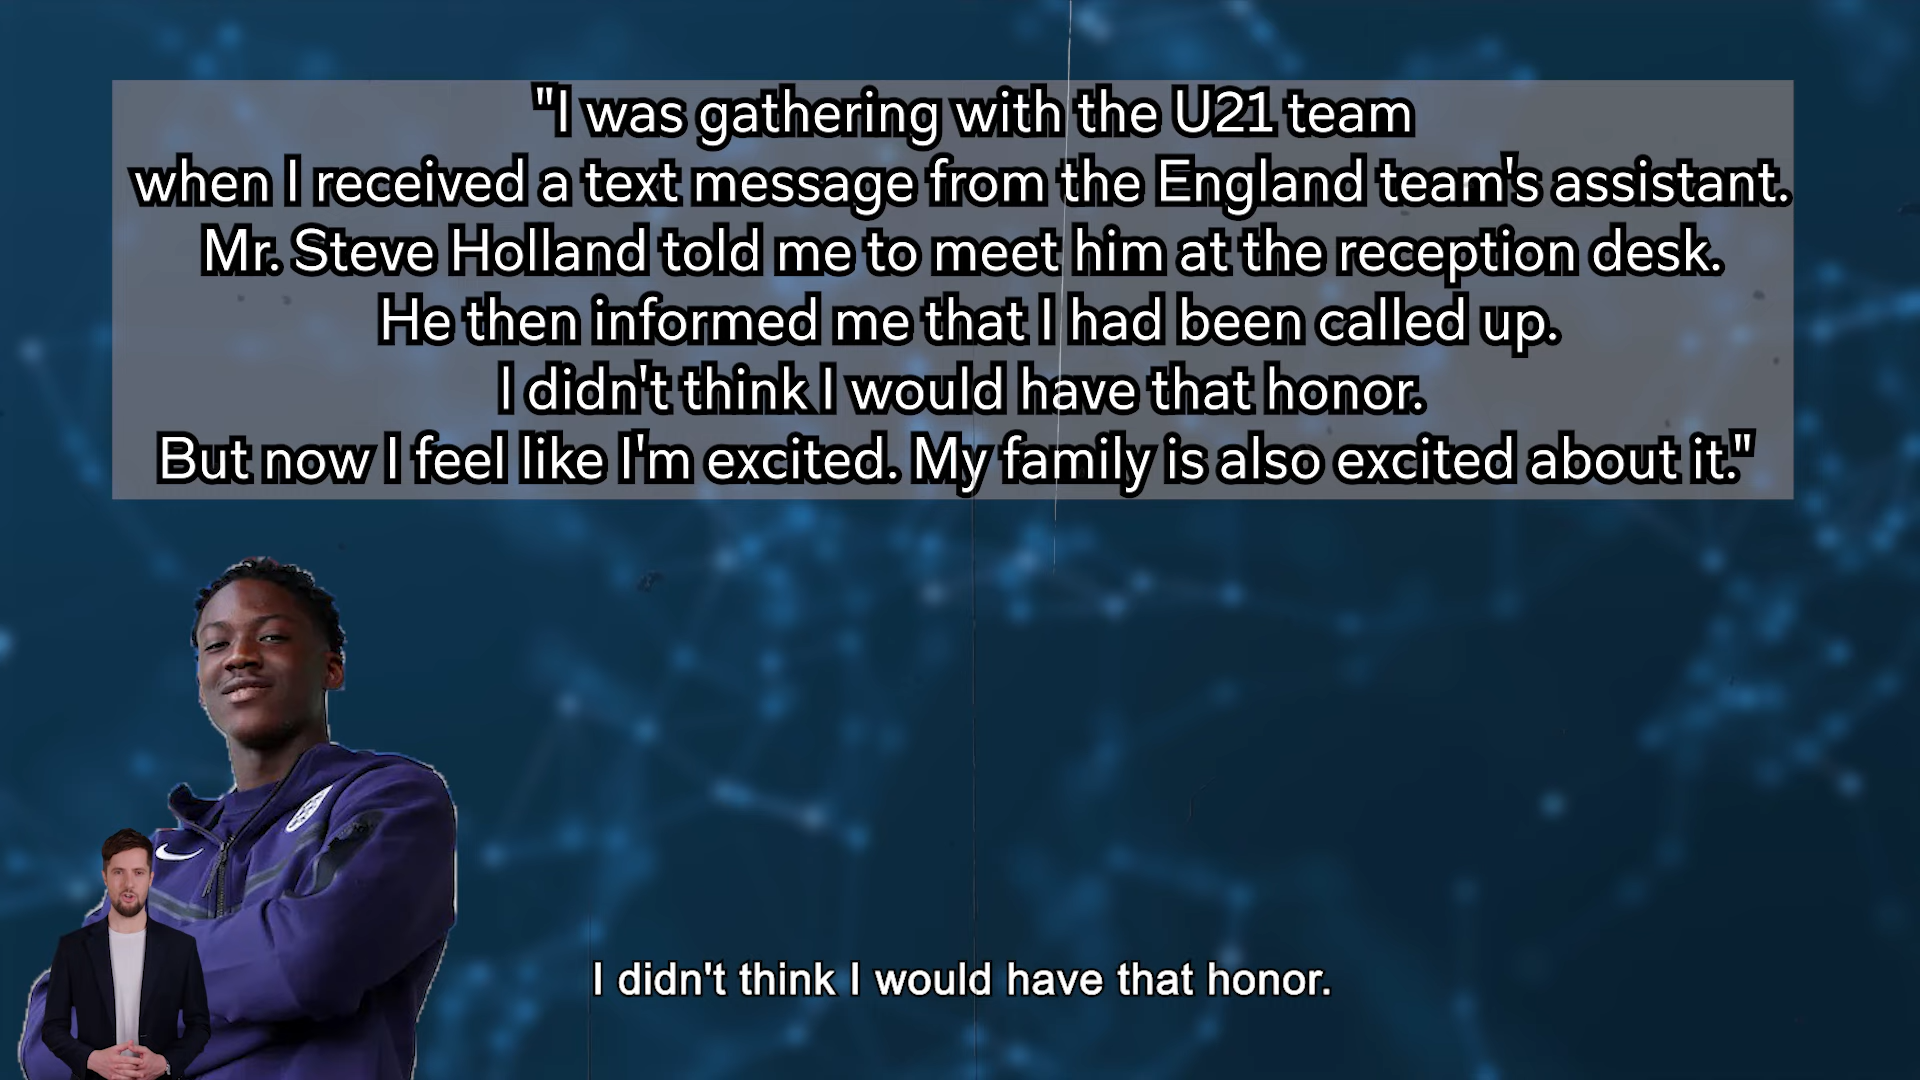 "I was gathering with the U21 team
when I received a text message from the England team's assistant.
Mr. Steve Holland told me to meet him at the reception desk.
He then informed me that I had been called up.
I didn't think I would have that honor.
But now I feel like I'm excited. My family is also excited about it."
I didn't think I would have that honor.